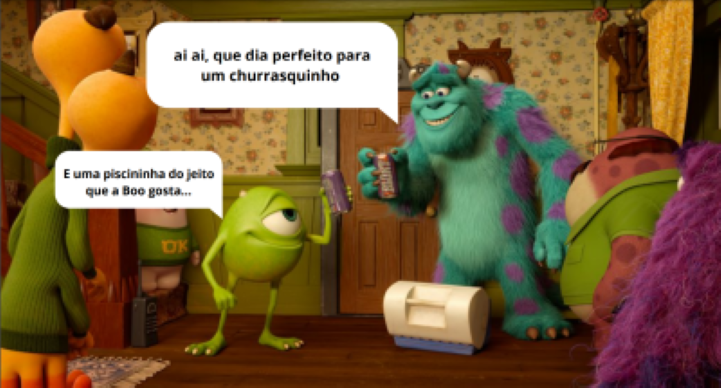 ai ai, que dia perfeito para
um churrasquinho
E uma piscininha do jeito
que a Boo gosta...
OK